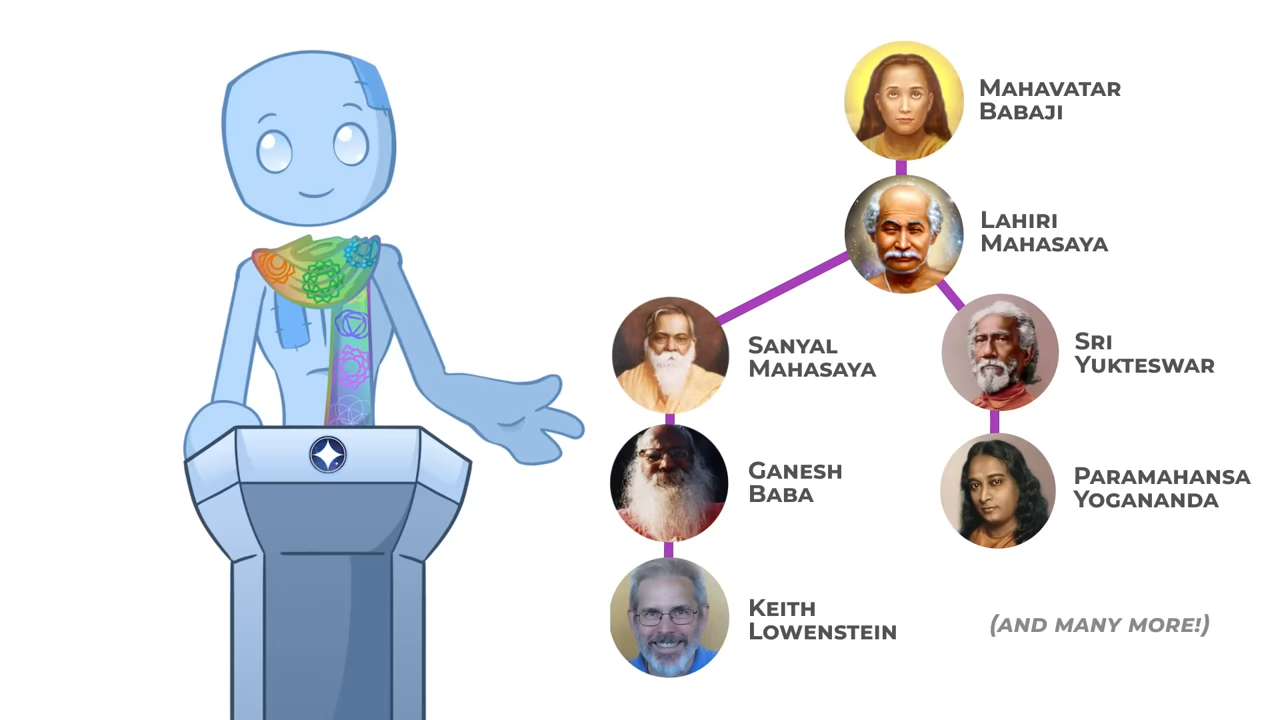 MAHAVATAR
BABAJI
LAHIRI
MAHASAYA
SANYAL
MAHASAYA
SRI
YUKTESWAR
GANESH
BABA
PARAMAHANSA
YOGANANDA
KEITH
LOWENSTEIN
(AND MANY MORE!)